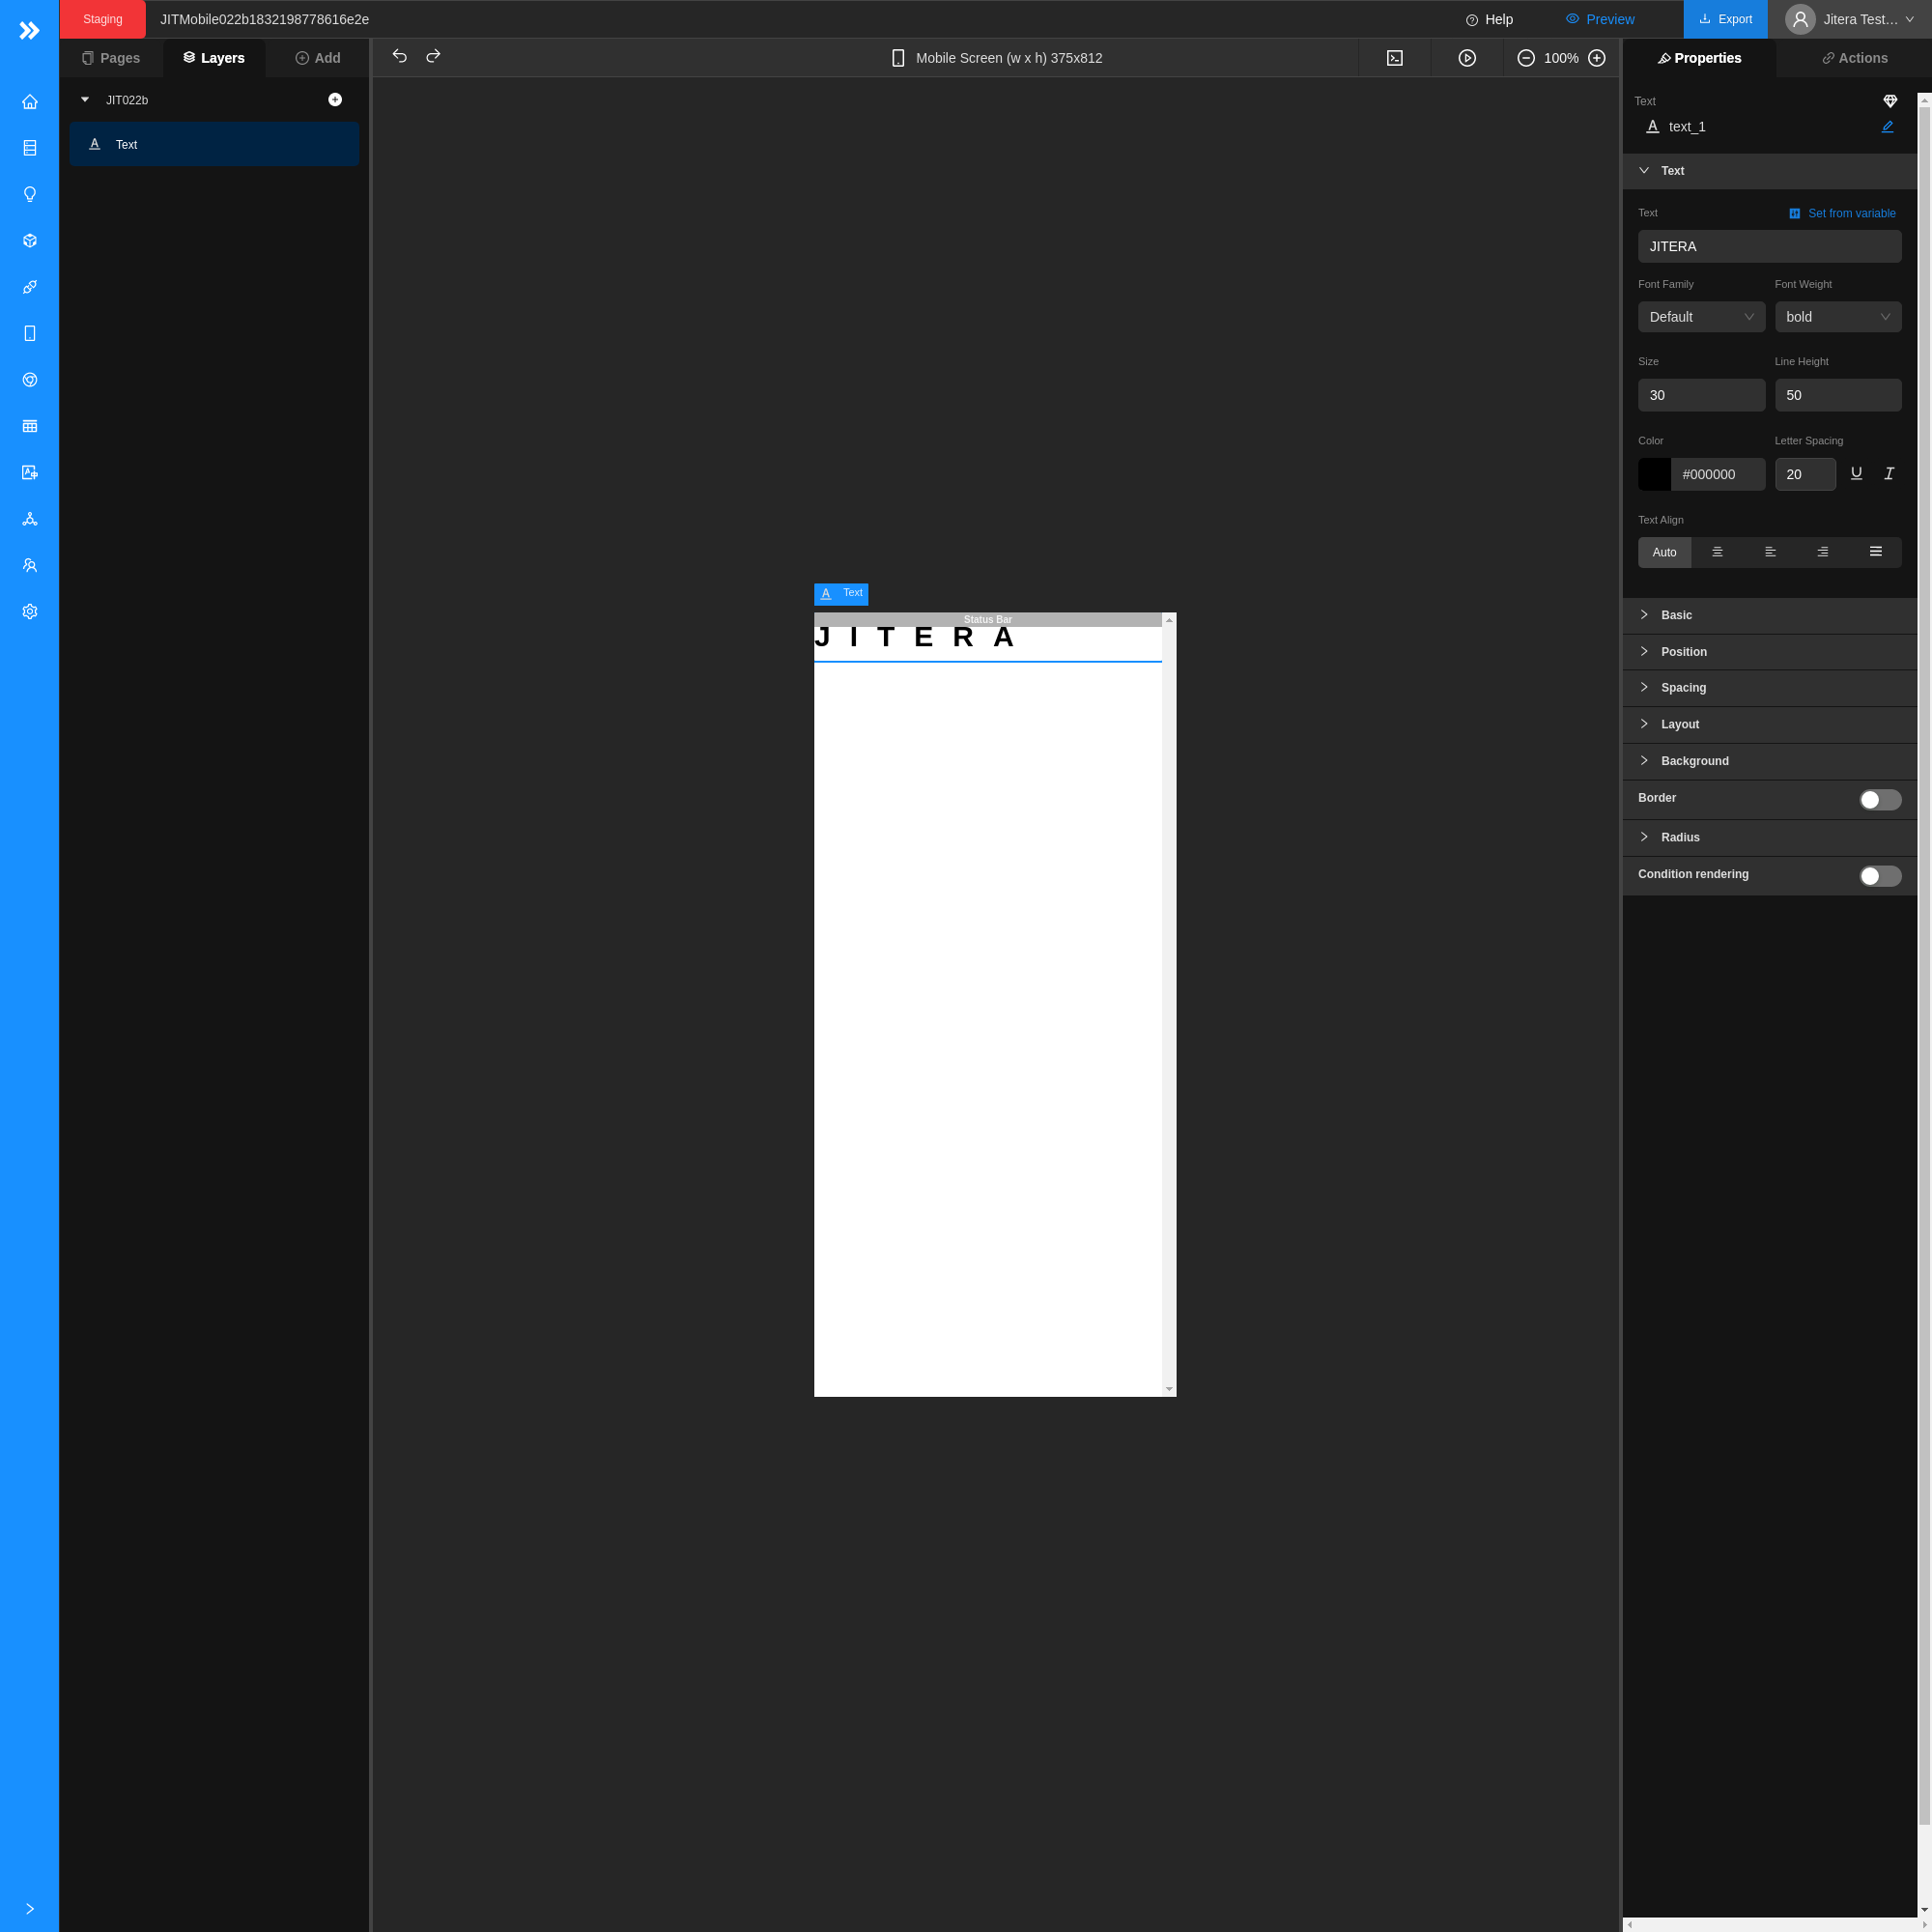 Staging
JITMobile022b1832198778616e2e
Help
Preview
Export
Jitera Test...
Pages
Layers
Add
Mobile Screen (w x h) 375x812
100%
Properties
Actions
JIT022b
Text
Text
text_1
Text
Text
Set from variable
JITERA
Font Family
Font Weight
Default
bold
Size
Line Height
30
50
Color
Letter Spacing
#000000
20
Text Align
Auto
Text
Status Bar
JITERA
Basic
Position
Spacing
Layout
Background
Border
Radius
Condition rendering